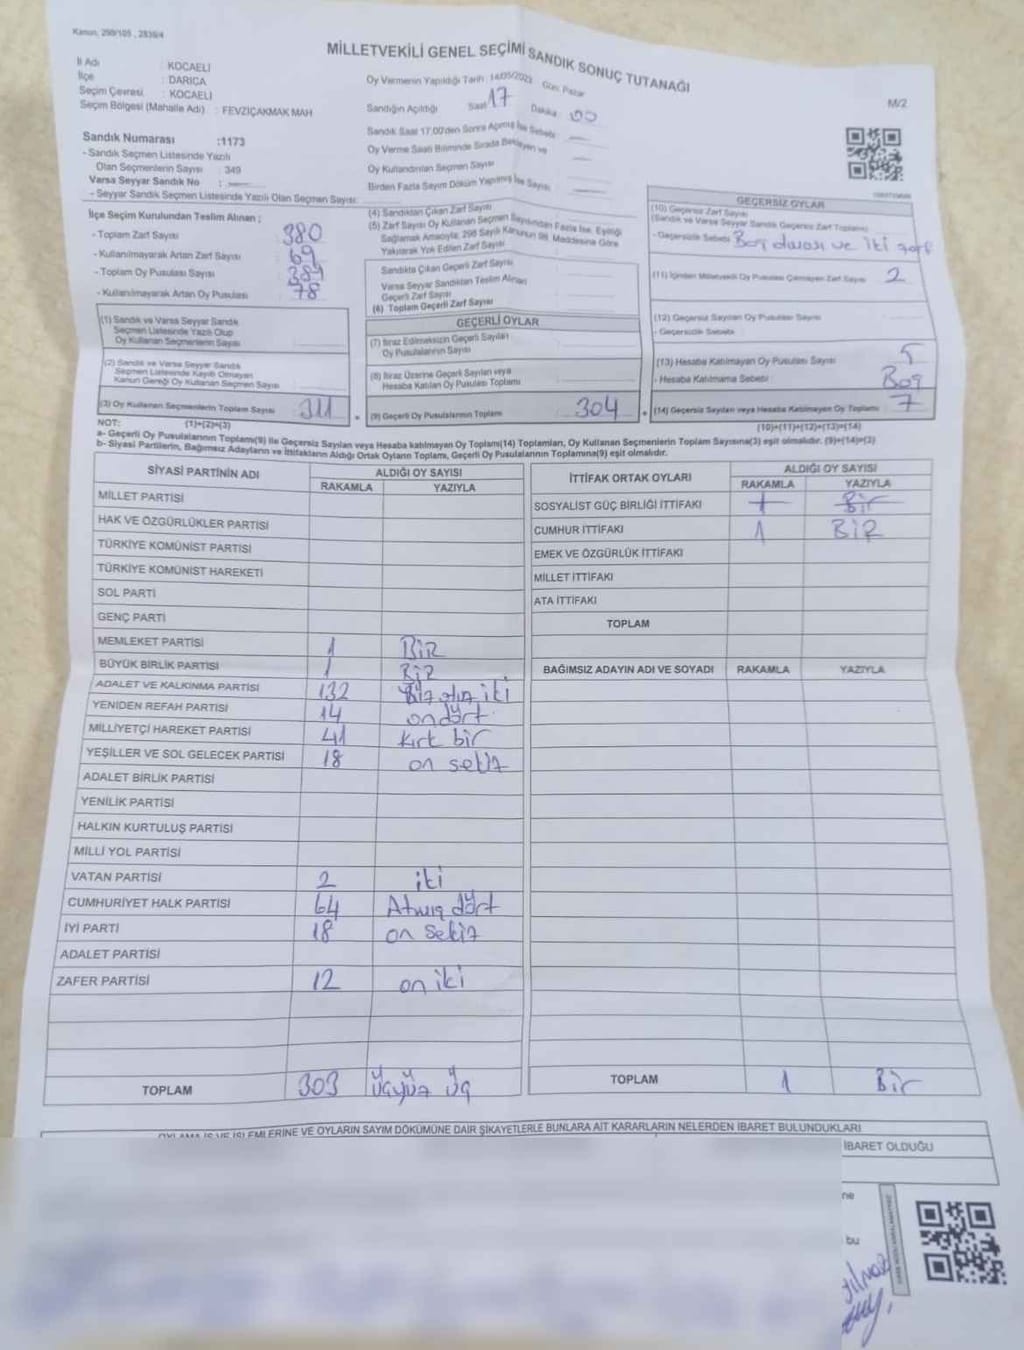 Kanun, 298/105 , 2839/4
MİLLETVEKİLİ GENEL SEÇİMİ SANDIK SONUÇ TUTANAĞI
M/2
İl Adı : KOCAELİ
İlçe : DARICA
Seçim Çevresi : KOCAELİ
Seçim Bölgesi (Mahalle Adı) : FEVZİÇAKMAK MAH
Sandık Numarası :1173
- Sandık Seçmen Listesinde Yazılı
Olan Seçmenlerin Sayısı : 349
Varsa Seyyar Sandık No :
- Seyyar Sandık Seçmen Listesinde Yazılı Olan Seçmen Sayısı:
Oy Vermenin Yapıldığı Tarih : 14/05/2023 Gün: Pazar
Sandığın Açıldığı Saat 17 Dakika : 00
Sandık Saat 17.00'den Sonra Açılmış İse Sebebi :
Oy Verme Saati Bitiminde Sırada Bekleyen ve
Oy Kullandırılan Seçmen Sayısı
Birden Fazla Sayım Döküm Yapılmış İse Sayısı
İlçe Seçim Kurulundan Teslim Alınan ;
- Toplam Zarf Sayısı 380
- Kullanılmayarak Artan Zarf Sayısı 69
- Toplam Oy Pusulası Sayısı 389
- Kullanılmayarak Artan Oy Pusulası 78
(1) Sandık ve Varsa Seyyar Sandık
Seçmen Listesinde Yazılı Olup
Oy Kullanan Seçmenlerin Sayısı
(2) Sandık ve Varsa Seyyar Sandık
Seçmen Listesinde Kayıtlı Olmayan
Kanun Gereği Oy Kullanan Seçmen Sayısı
(3) Oy Kullanan Seçmenlerin Toplam Sayısı 311
(4) Sandıktan Çıkan Zarf Sayısı
(5) Zarf Sayısı Oy Kullanan Seçmen Sayısından Fazla İse, Eşitliği
Sağlamak Amacıyla; 298 Sayılı Kanunun 98. Maddesine Göre
Yakılarak Yok Edilen Zarf Sayısı
Sandıkta Çıkan Geçerli Zarf Sayısı
Varsa Seyyar Sandıktan Teslim Alınan
Geçerli Zarf Sayısı
(6) Toplam Geçerli Zarf Sayısı
GEÇERLİ OYLAR
(7) İtiraz Edilmeksizin Geçerli Sayılan
Oy Pusulalarının Sayısı
(8) İtiraz Üzerine Geçerli Sayılan veya
Hesaba Katılan Oy Pusulası Toplamı
(9) Geçerli Oy Pusulalarının Toplamı 304
GEÇERSİZ OYLAR
(10) Geçersiz Zarf Sayısı
(Sandık ve Varsa Seyyar Sandık Geçersiz Zarf Toplamı)
- Geçersizlik Sebebi Boş olması ve iki zarf
(11) İçinden Milletvekili Oy Pusulası Çıkmayan Zarf Sayısı 2
(12) Geçersiz Sayılan Oy Pusulası Sayısı
- Geçersizlik Sebebi
(13) Hesaba Katılmayan Oy Pusulası Sayısı 5
- Hesaba Katılmama Sebebi Boş
(14) Geçersiz Sayılan veya Hesaba Katılmayan Oy Toplamı 7
NOT: (1)+(2)=(3) (10)+(11)+(12)+(13)=(14)
a- Geçerli Oy Pusulalarının Toplamı(9) ile Geçersiz Sayılan veya Hesaba katılmayan Oy Toplam(14) Toplamları, Oy Kullanan Seçmenlerin Toplam Sayısına(3) eşit olmalıdır. (9)+(14)=(3)
b- Siyasi Partilerin, Bağımsız Adayların ve İttifakların Aldığı Ortak Oyların Toplamı, Geçerli Oy Pusulalarının Toplamına(9) eşit olmalıdır.
SİYASİ PARTİNİN ADI ALDIĞI OY SAYISI
RAKAMLA YAZIYLA
MİLLET PARTİSİ
HAK VE ÖZGÜRLÜKLER PARTİSİ
TÜRKİYE KOMÜNİST PARTİSİ
TÜRKİYE KOMÜNİST HAREKETİ
SOL PARTİ
GENÇ PARTİ
MEMLEKET PARTİSİ 1 BİR
BÜYÜK BİRLİK PARTİSİ 1 BİR
ADALET VE KALKINMA PARTİSİ 132 Yüz otuz iki
YENİDEN REFAH PARTİSİ 14 ondört
MİLLİYETÇİ HAREKET PARTİSİ 41 Kırk bir
YEŞİLLER VE SOL GELECEK PARTİSİ 18 on sekiz
ADALET BİRLİK PARTİSİ
YENİLİK PARTİSİ
HALKIN KURTULUŞ PARTİSİ
MİLLİ YOL PARTİSİ
VATAN PARTİSİ 2 iki
CUMHURİYET HALK PARTİSİ 64 Atmış dört
İYİ PARTİ 18 on sekiz
ADALET PARTİSİ
ZAFER PARTİSİ 12 on iki
TOPLAM 303 Üçyüz üç
İTTİFAK ORTAK OYLARI ALDIĞI OY SAYISI
RAKAMLA YAZIYLA
SOSYALİST GÜÇ BİRLİĞİ İTTİFAKI 1 Bir
CUMHUR İTTİFAKI 1 BİR
EMEK VE ÖZGÜRLÜK İTTİFAKI
MİLLET İTTİFAKI
ATA İTTİFAKI
TOPLAM
BAĞIMSIZ ADAYIN ADI VE SOYADI RAKAMLA YAZIYLA
TOPLAM 1 Bir
OYLAMA İŞ VE İŞLEMLERİNE VE OYLARIN SAYIM DÖKÜMÜNE DAİR ŞİKAYETLERLE BUNLARA AİT KARARLARIN NELERDEN İBARET BULUNDUKLARI
İBARET OLDUĞU
ne
bu